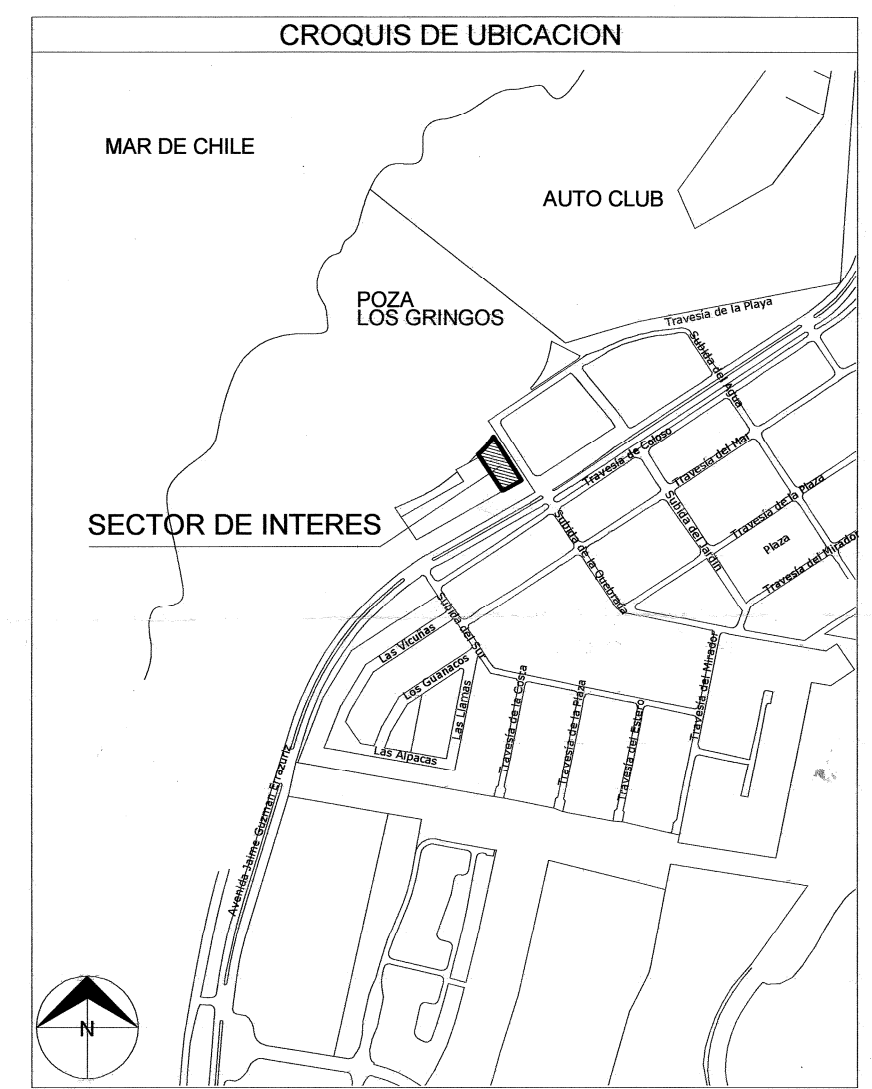 CROQUIS DE UBICACION
MAR DE CHILE
AUTO CLUB
POZA
LOS GRINGOS
Travesía de la Playa
Subida del Agua
Travesía de Coloso
Travesía del Mar
Travesía de la Plaza
Subida del Jardin
SECTOR DE INTERES
Subida de la Quebrada
Plaza
Travesía del Mirador
Subida del Sur
Las Vicuñas
Los Guanacos
Las Llamas
Travesía de la Costa
Travesía de la Plaza
Travesía del Estero
Travesía del Mirador
Las Alpacas
Avenida Jaime Guzmán Errazuriz
N